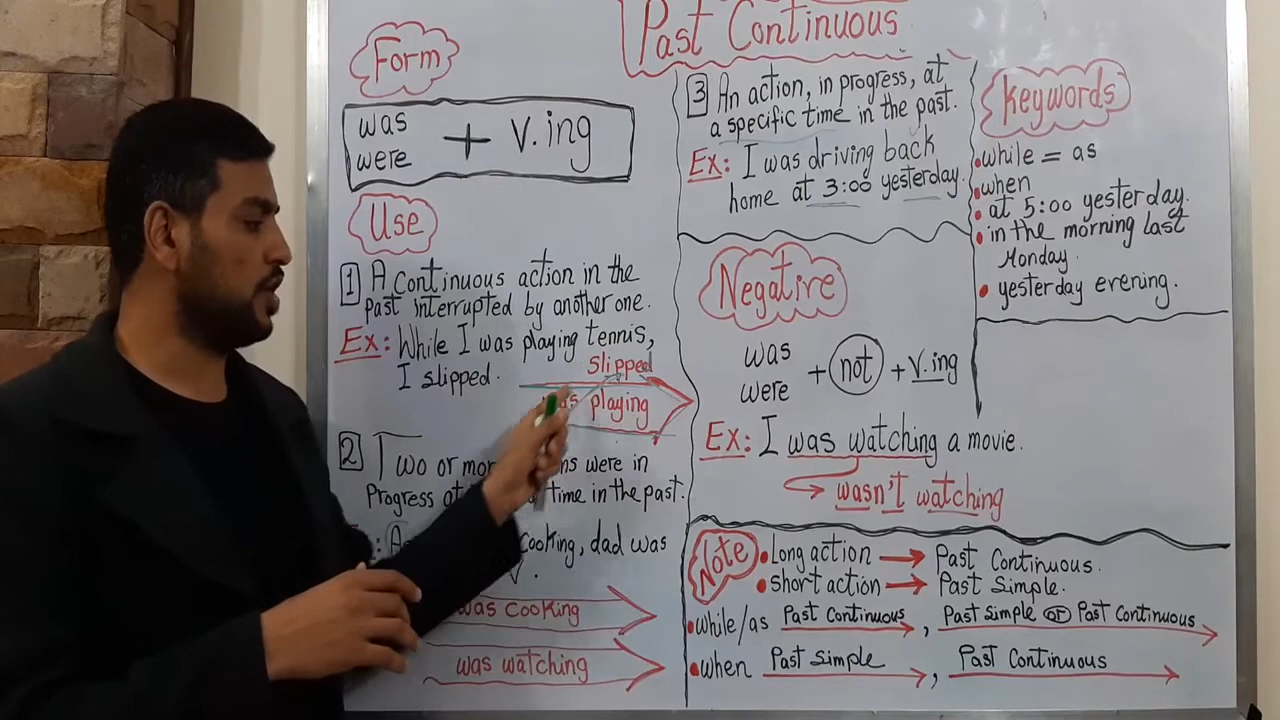 Past Continuous
Form
was
were
+ V.ing
Use
1 A Continuous action in the
past interrupted by another one.
Ex: While I was playing tennis,
I slipped.
Slipped
was playing
2 Two or more were in
Progress at time in the past.
cooking, dad was
was cooking
was watching
3 An action, in progress, at
a specific time in the past.
Ex: I was driving back
home at 3:00 yesterday.
Negative
was
were
+ not + v.ing
Ex: I was watching a movie.
wasn't watching
Keywords
• while = as
• when
• at 5:00 yesterday.
• in the morning last
Monday.
• yesterday evening.
Note
• Long action → Past Continuous.
• short action → Past Simple.
• while/as Past Continuous, Past Simple or Past Continuous
• when Past Simple, Past Continuous